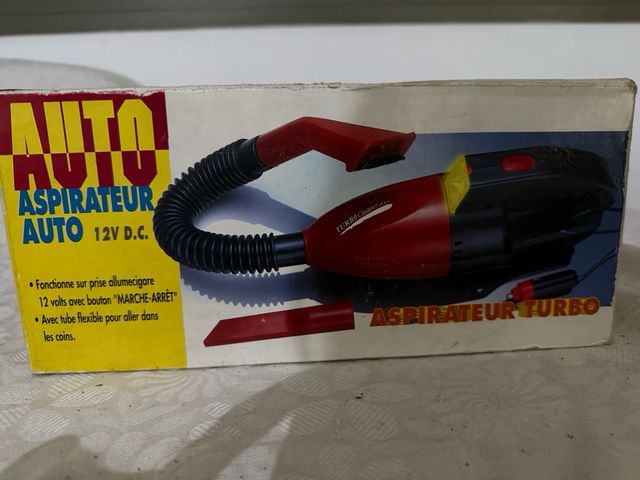 AUTO
ASPIRATEUR
AUTO 12V D.C.
• Fonctionne sur prise allumecigare
12 volts avec bouton "MARCHE-ARRÊT"
• Avec tube flexible pour aller dans
les coins.
TURBO Cleaner
ASPIRATEUR TURBO